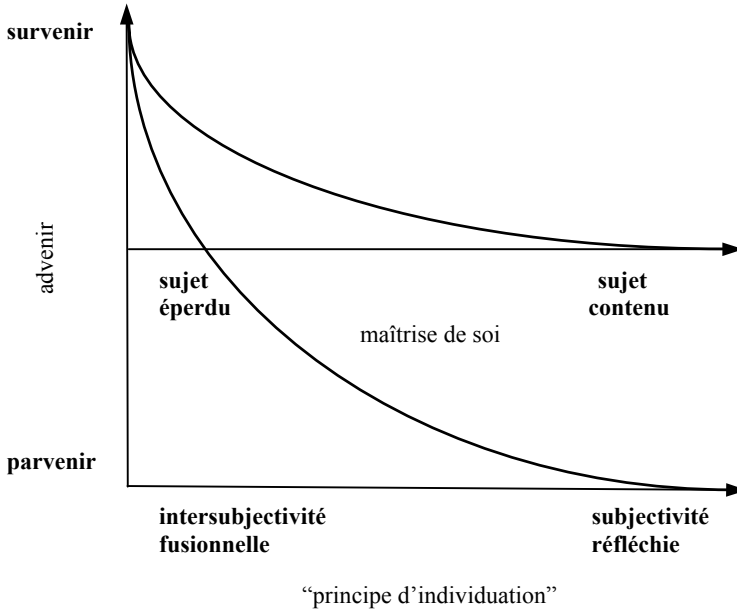 survenir
advenir
sujet
éperdu
sujet
contenu
maîtrise de soi
parvenir
intersubjectivité
fusionnelle
subjectivité
réfléchie
“principe d'individuation”